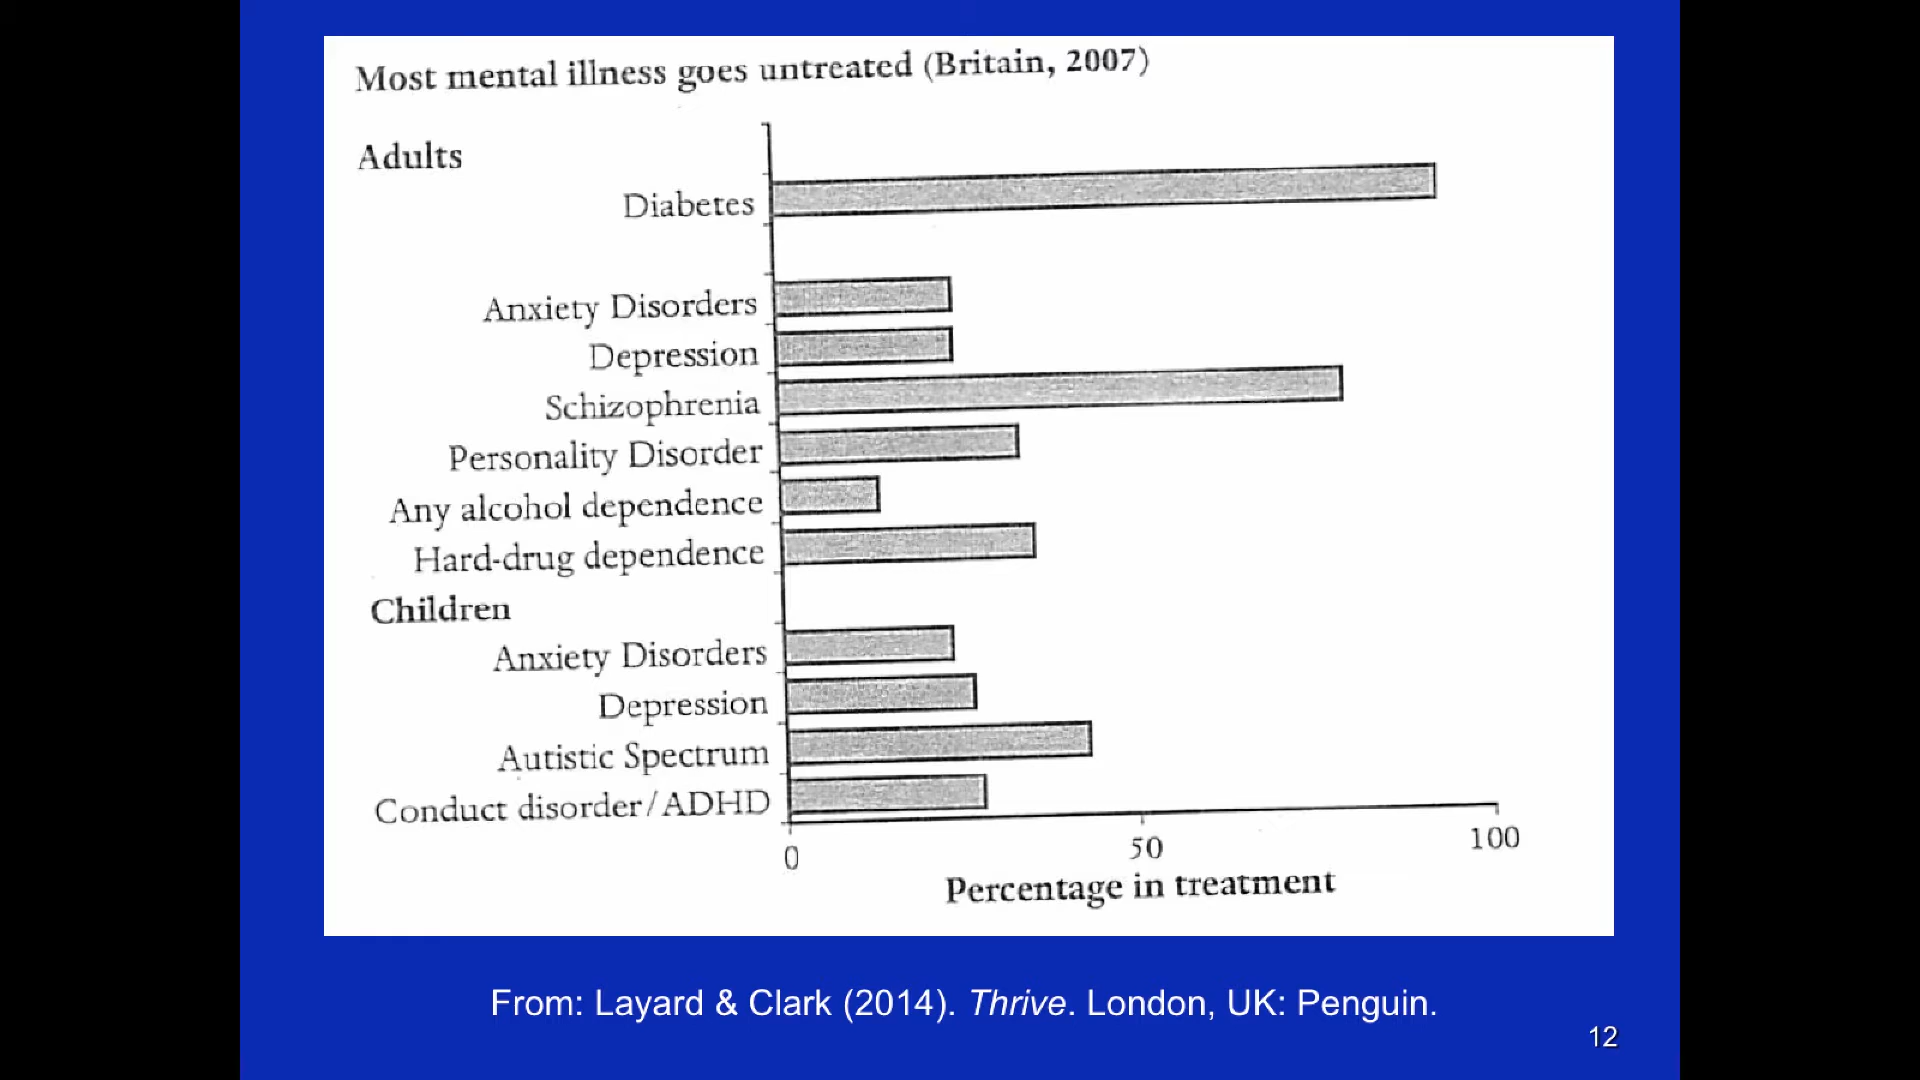 Most mental illness goes untreated (Britain, 2007)
Adults
Diabetes
Anxiety Disorders
Depression
Schizophrenia
Personality Disorder
Any alcohol dependence
Hard-drug dependence
Children
Anxiety Disorders
Depression
Autistic Spectrum
Conduct disorder/ADHD
0 50 100
Percentage in treatment
From: Layard & Clark (2014). Thrive. London, UK: Penguin.
12